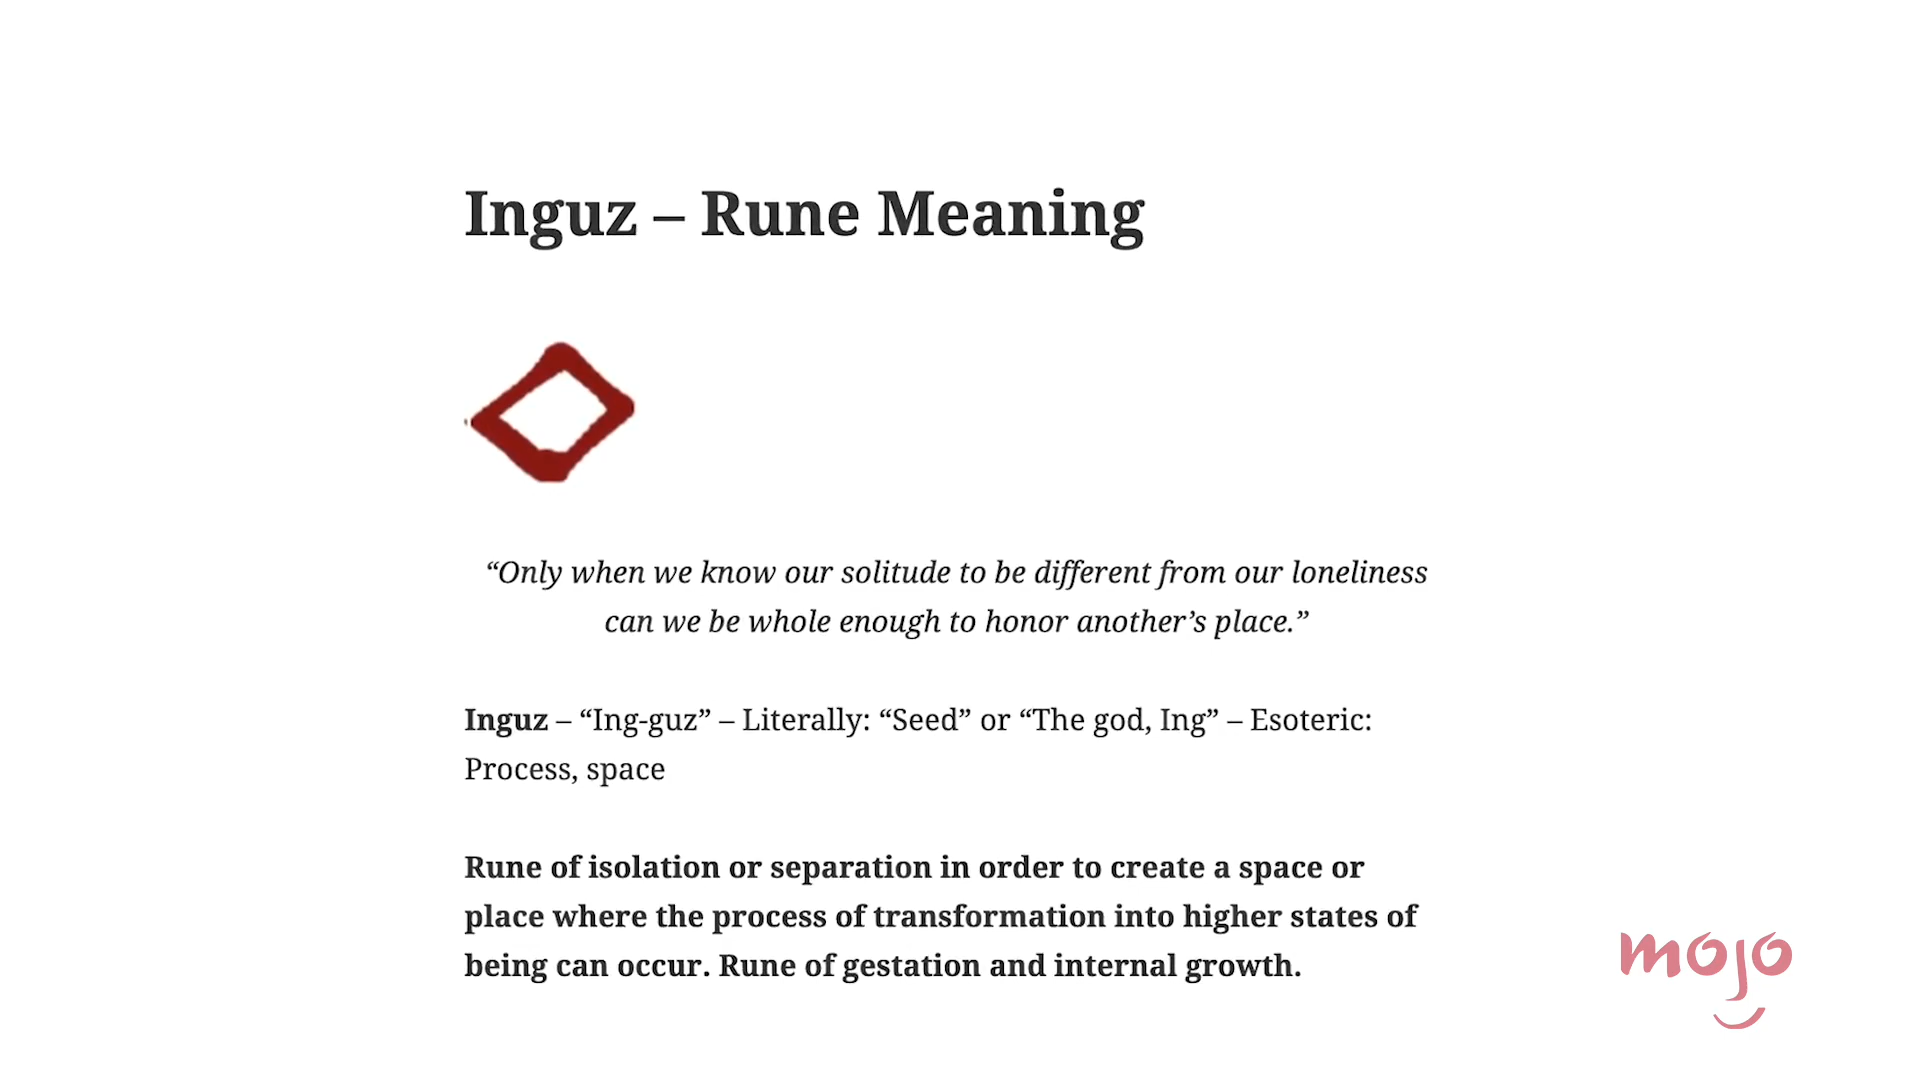 Inguz – Rune Meaning
“Only when we know our solitude to be different from our loneliness
can we be whole enough to honor another’s place.”
Inguz – “Ing-guz” – Literally: “Seed” or “The god, Ing” – Esoteric:
Process, space
Rune of isolation or separation in order to create a space or
place where the process of transformation into higher states of
being can occur. Rune of gestation and internal growth.
mojo